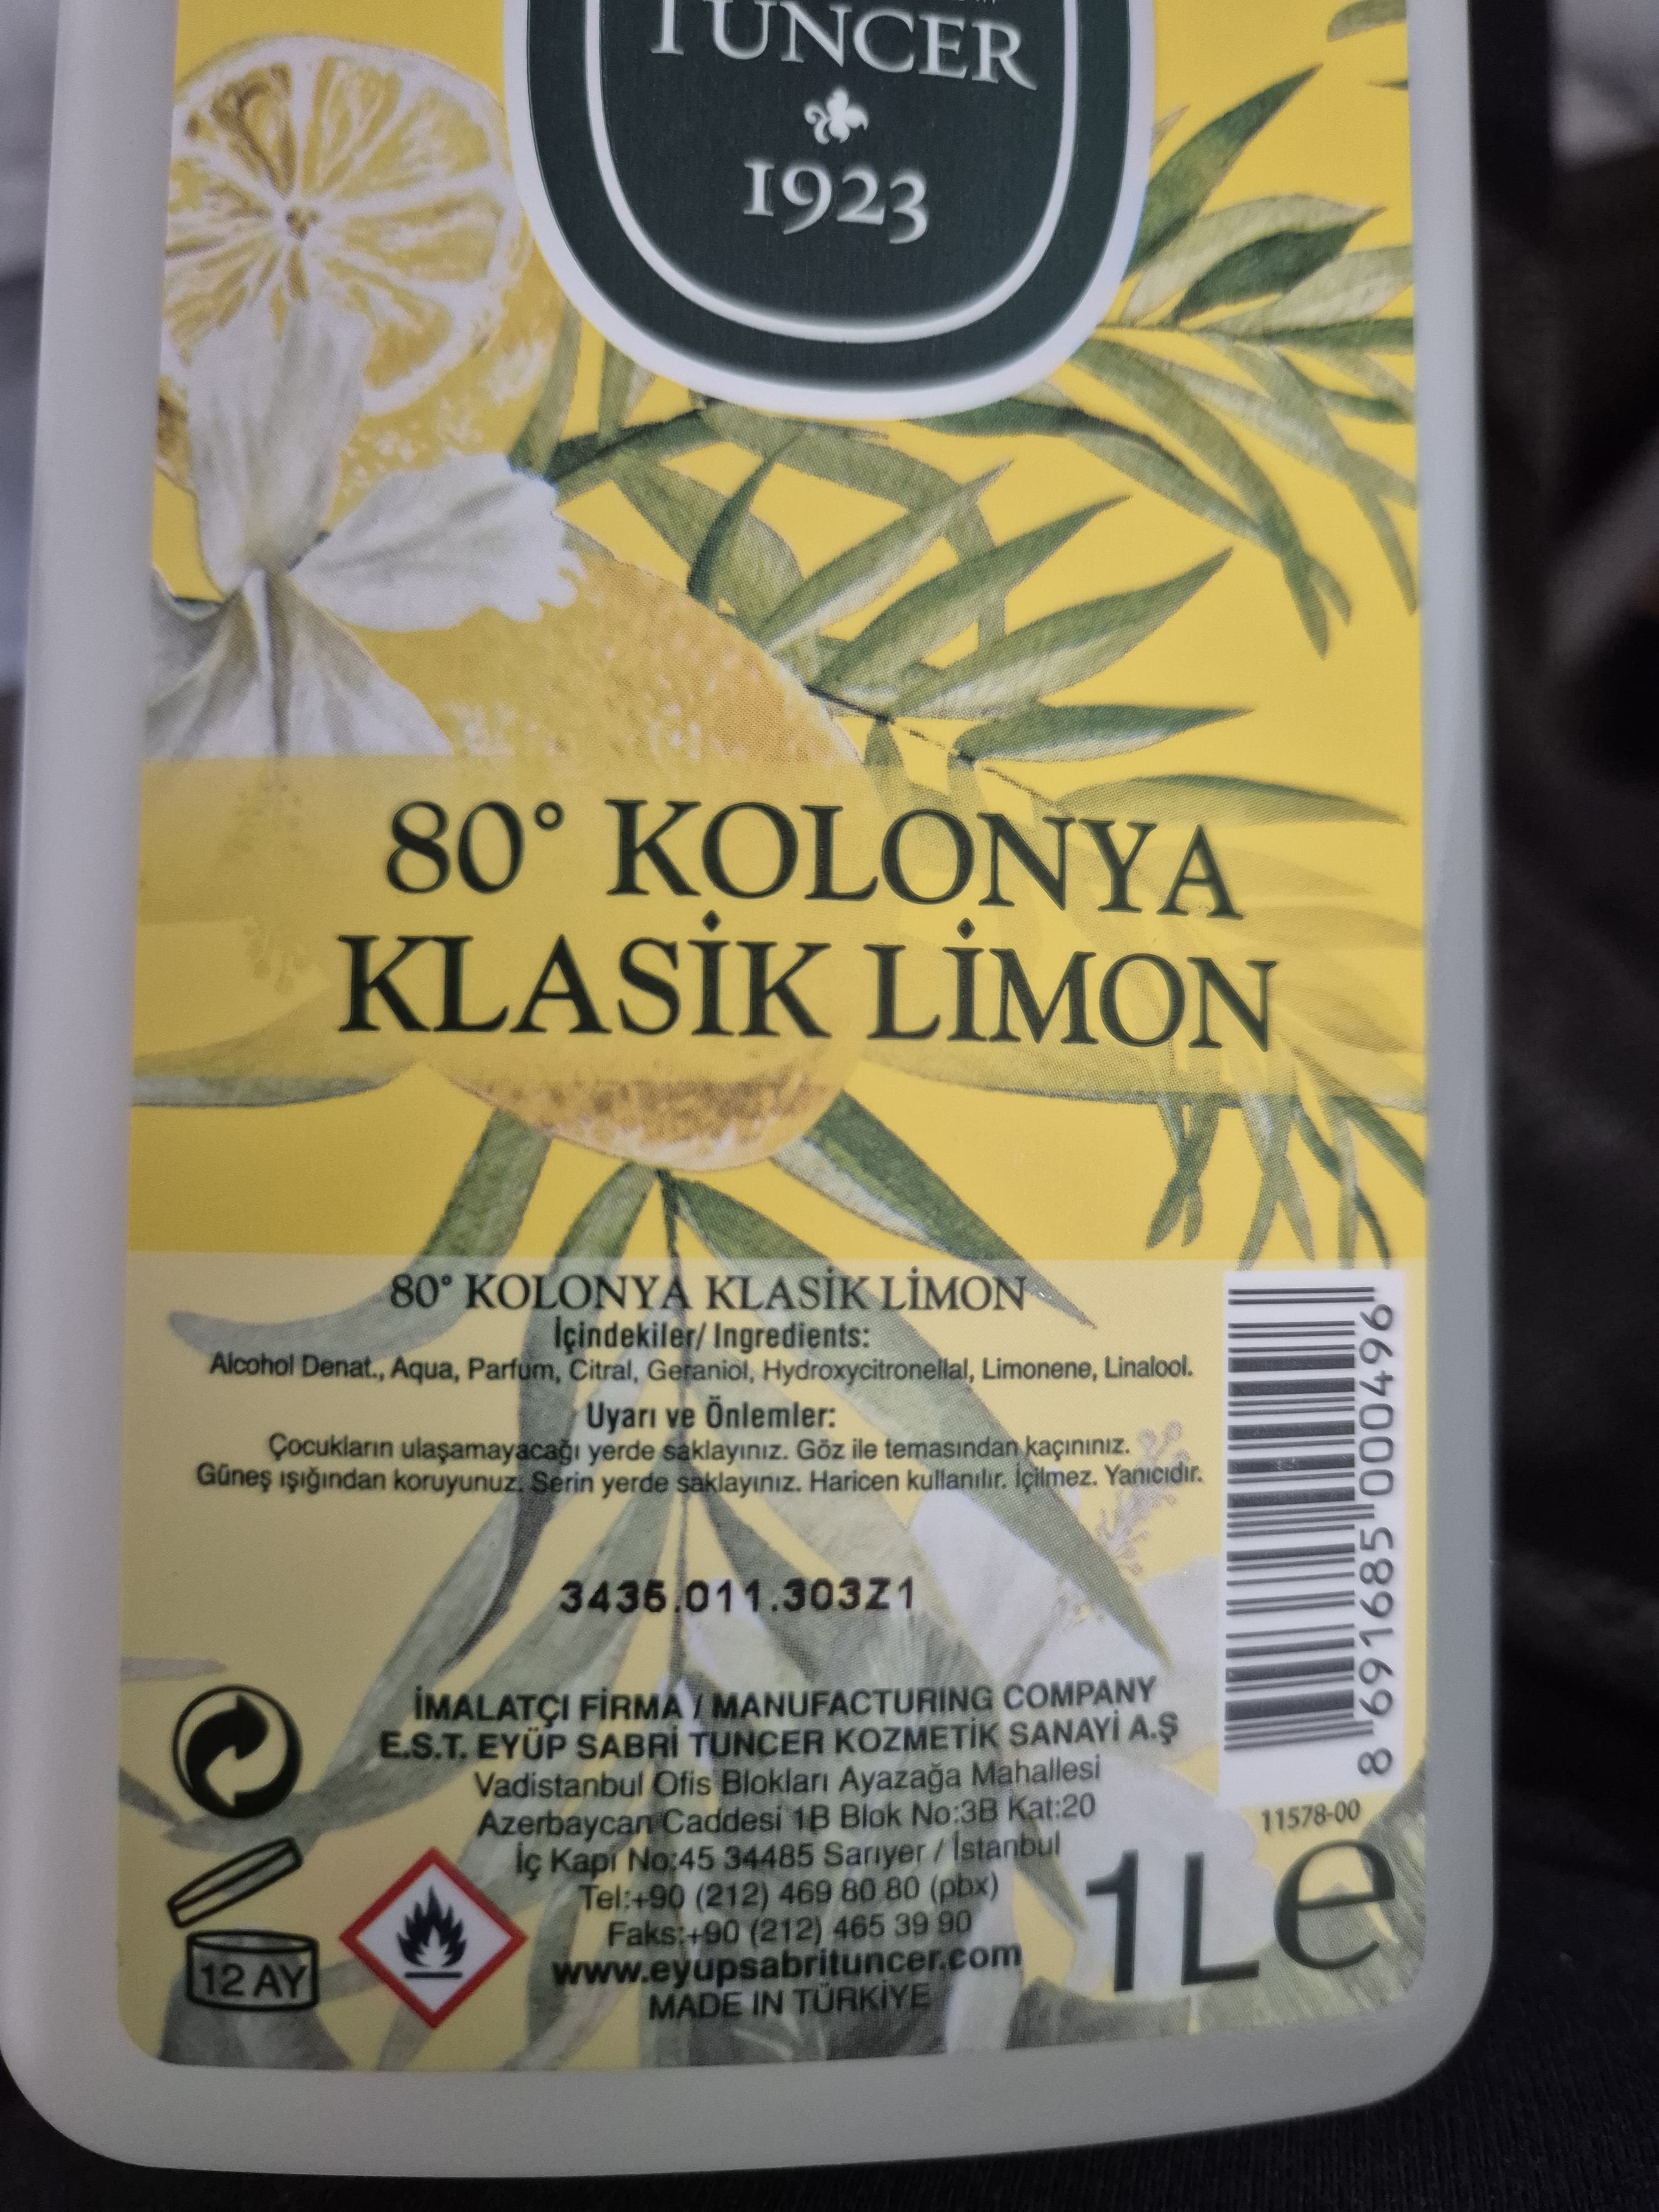 TUNCER
1923
80° KOLONYA
KLASİK LİMON
80° KOLONYA KLASİK LİMON
İçindekiler/ Ingredients:
Alcohol Denat., Aqua, Parfum, Citral, Geraniol, Hydroxycitronellal, Limonene, Linalool.
Uyarı ve Önlemler:
Çocukların ulaşamayacağı yerde saklayınız. Göz ile temasından kaçınınız.
Güneş ışığından koruyunuz. Serin yerde saklayınız. Haricen kullanılır. İçilmez. Yanıcıdır.
3435.011.303Z1
İMALATÇI FİRMA / MANUFACTURING COMPANY
E.S.T. EYÜP SABRİ TUNCER KOZMETİK SANAYİ A.Ş
Vadistanbul Ofis Blokları Ayazağa Mahallesi
Azerbaycan Caddesi 1B Blok No:3B Kat:20
İç Kapı No:45 34485 Sarıyer / İstanbul
Tel:+90 (212) 469 80 80 (pbx)
Faks:+90 (212) 465 39 90
www.eyupsabrituncer.com
MADE IN TÜRKİYE
12 AY
8 691685 000496
11578-00
1L e